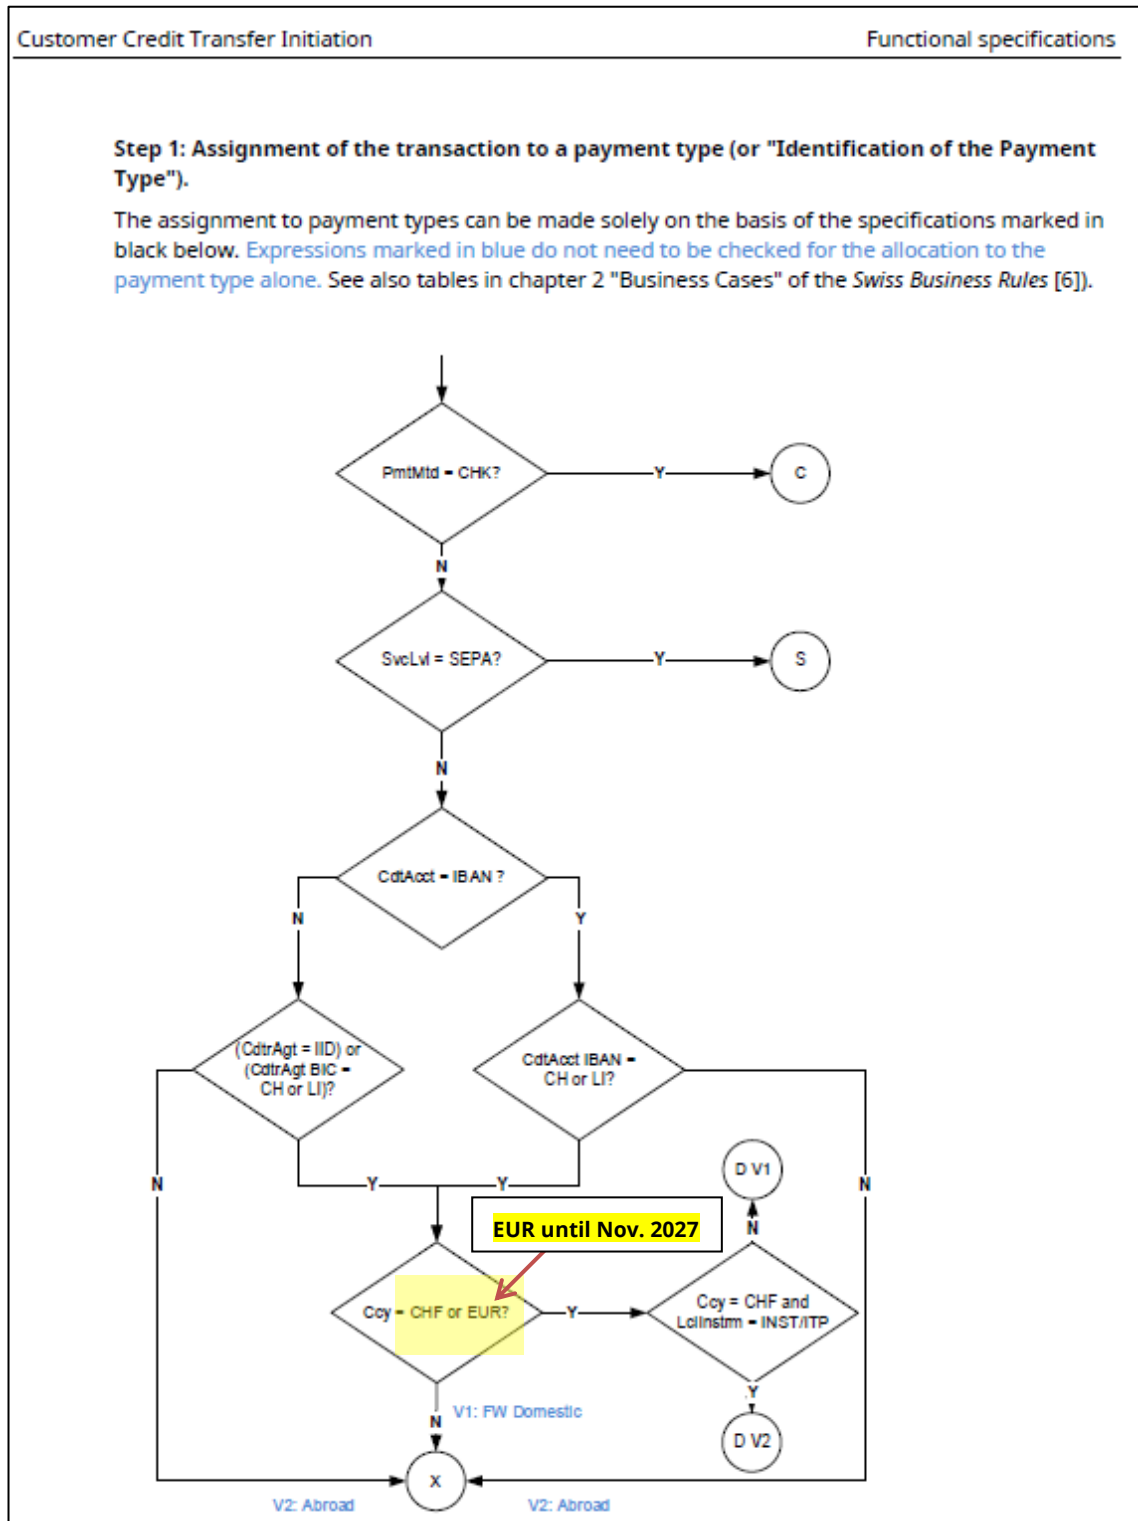 Customer Credit Transfer Initiation
Functional specifications
Step 1: Assignment of the transaction to a payment type (or "Identification of the Payment
Type").
The assignment to payment types can be made solely on the basis of the specifications marked in
black below. Expressions marked in blue do not need to be checked for the allocation to the
payment type alone. See also tables in chapter 2 "Business Cases" of the Swiss Business Rules [6]).
PmtMtd = CHK?
Y
C
N
SvcLvl = SEPA?
Y
S
N
CdtAcct = IBAN ?
N
Y
(CdtrAgt = IID) or
(CdtrAgt BIC =
CH or LI)?
CdtAcct IBAN =
CH or LI?
D V1
N
Y
Y
N
EUR until Nov. 2027
N
Ccy = CHF or EUR?
Y
Ccy = CHF and
LclInstrm = INST/ITP
Y
N
V1: FW Domestic
D V2
X
V2: Abroad
V2: Abroad